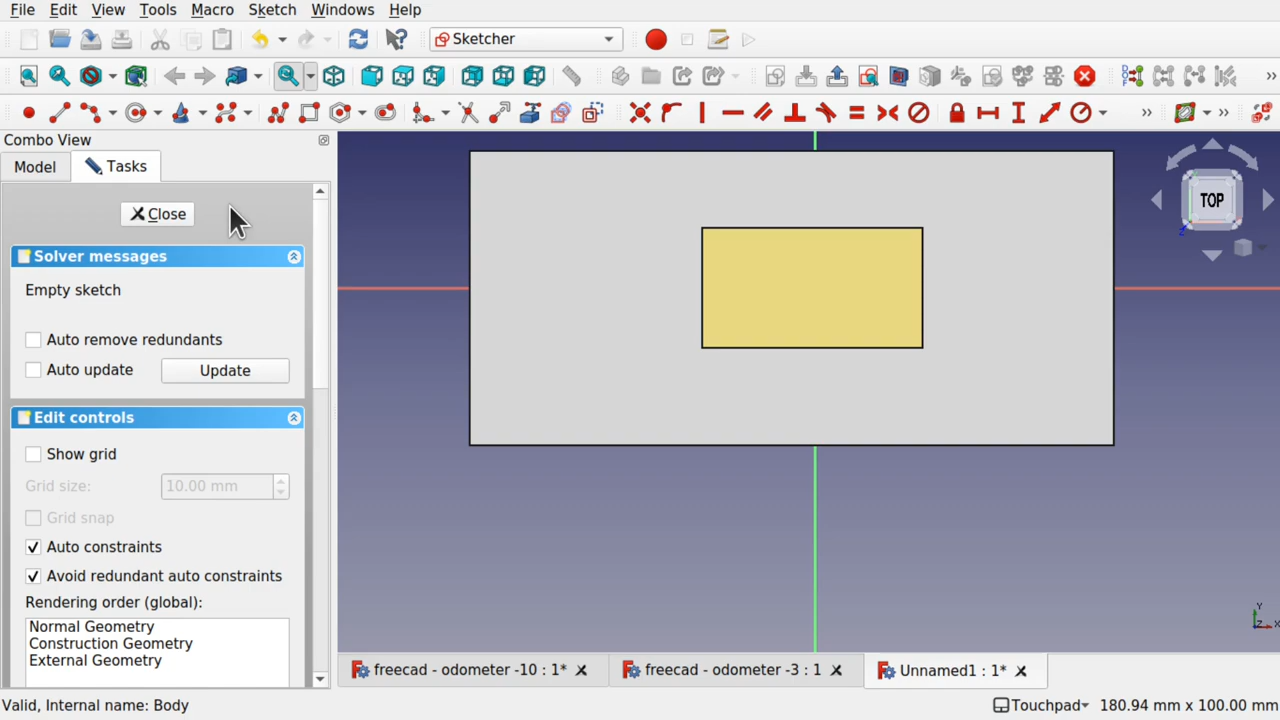 File Edit View Tools Macro Sketch Windows Help
Sketcher
Combo View
Model Tasks
Close
Solver messages
Empty sketch
Auto remove redundants
Auto update Update
Edit controls
Show grid
Grid size: 10.00 mm
Grid snap
Auto constraints
Avoid redundant auto constraints
Rendering order (global):
Normal Geometry
Construction Geometry
External Geometry
TOP
Y
Z X
freecad - odometer -10 : 1* freecad - odometer -3 : 1 Unnamed1 : 1*
Valid, Internal name: Body Touchpad 180.94 mm x 100.00 mm